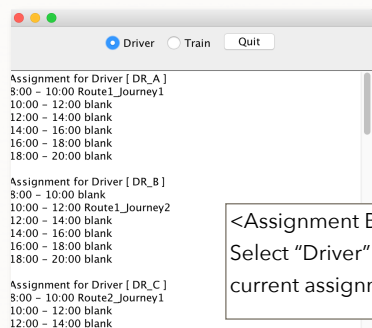 Driver Train Quit
Assignment for Driver [ DR_A ]
8:00 – 10:00 Route1_Journey1
10:00 – 12:00 blank
12:00 – 14:00 blank
14:00 – 16:00 blank
16:00 – 18:00 blank
18:00 – 20:00 blank
Assignment for Driver [ DR_B ]
8:00 – 10:00 blank
10:00 – 12:00 Route1_Journey2
12:00 – 14:00 blank
14:00 – 16:00 blank
16:00 – 18:00 blank
18:00 – 20:00 blank
<Assignment
Select “Driver”
current
Assignment for Driver [ DR_C ]
8:00 – 10:00 Route2_Journey1
10:00 – 12:00 blank
12:00 – 14:00 blank